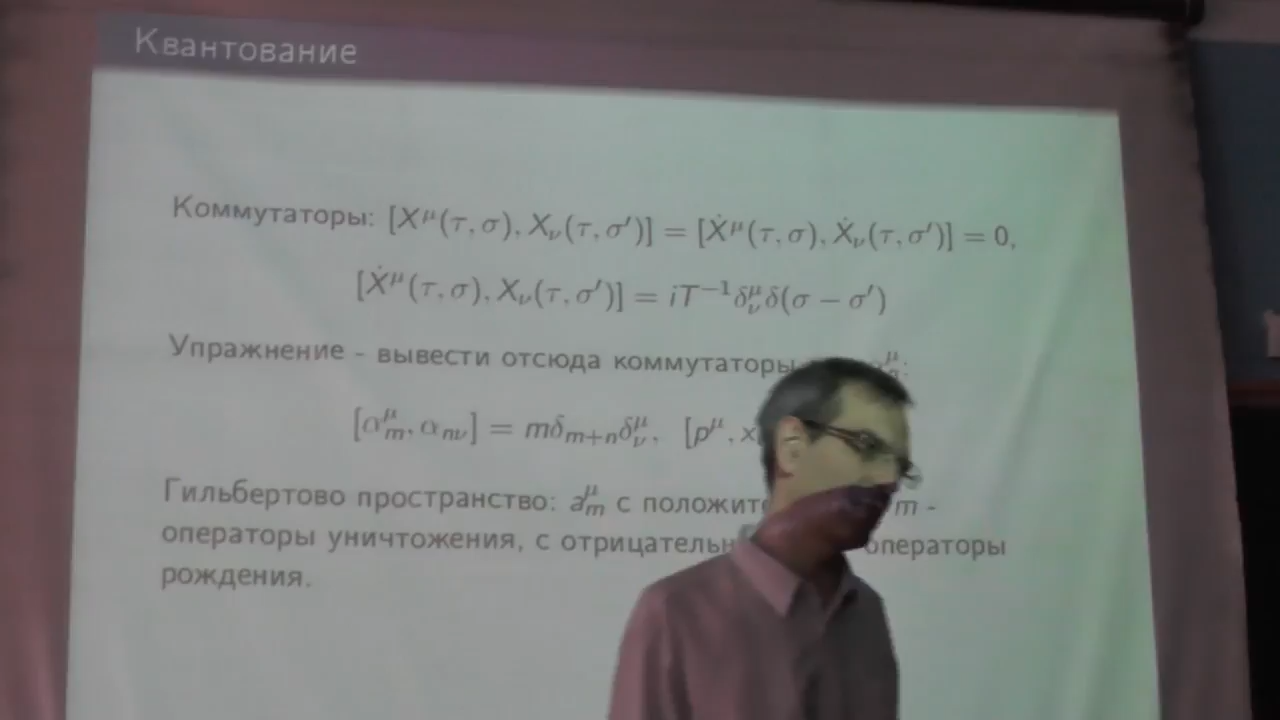 Квантование
Коммутаторы: [X^μ(τ, σ), X_ν(τ, σ′)] = [Ẋ^μ(τ, σ), Ẋ_ν(τ, σ′)] = 0,
[Ẋ^μ(τ, σ), X_ν(τ, σ′)] = iT^{−1}δ^μ_ν δ(σ − σ′)
Упражнение - вывести отсюда коммутаторы
[α^μ_m, α_{nν}] = mδ_{m+n}δ^μ_ν, [p^μ, x
Гильбертово пространство: a^μ_m с m -
операторы уничтожения, с операторы
рождения.